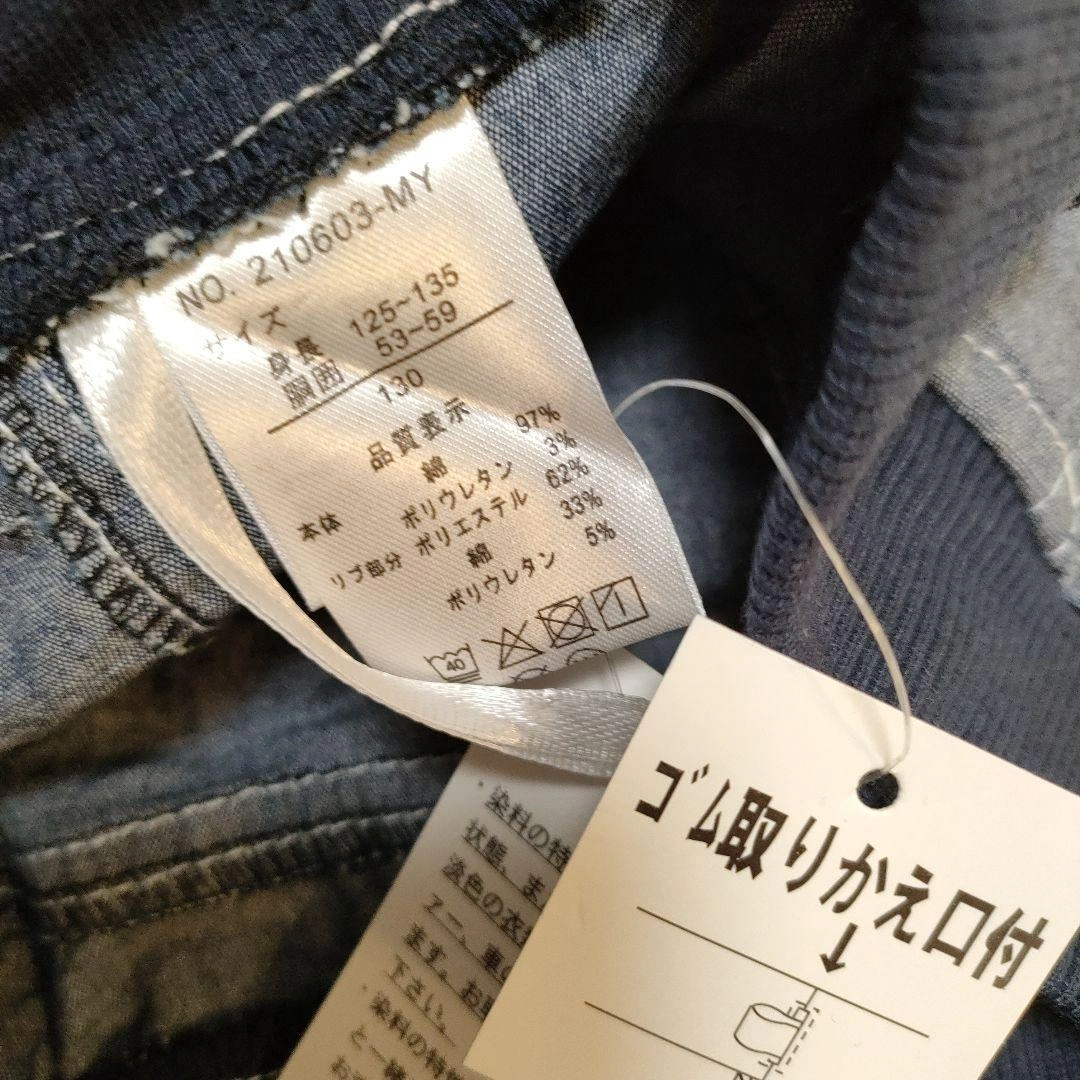 NO. 210603-MY
サイズ
身長 125~135
胴囲 53~59
130
品質表示
本体 綿 97%
ポリウレタン 3%
リブ部分 ポリエステル 62%
綿 33%
ポリウレタン 5%
40
ゴム取りかえ口付
↓
・染料の特
状態、ま
淡色の衣
ます。お
下さい。
・染料の特
と一緒